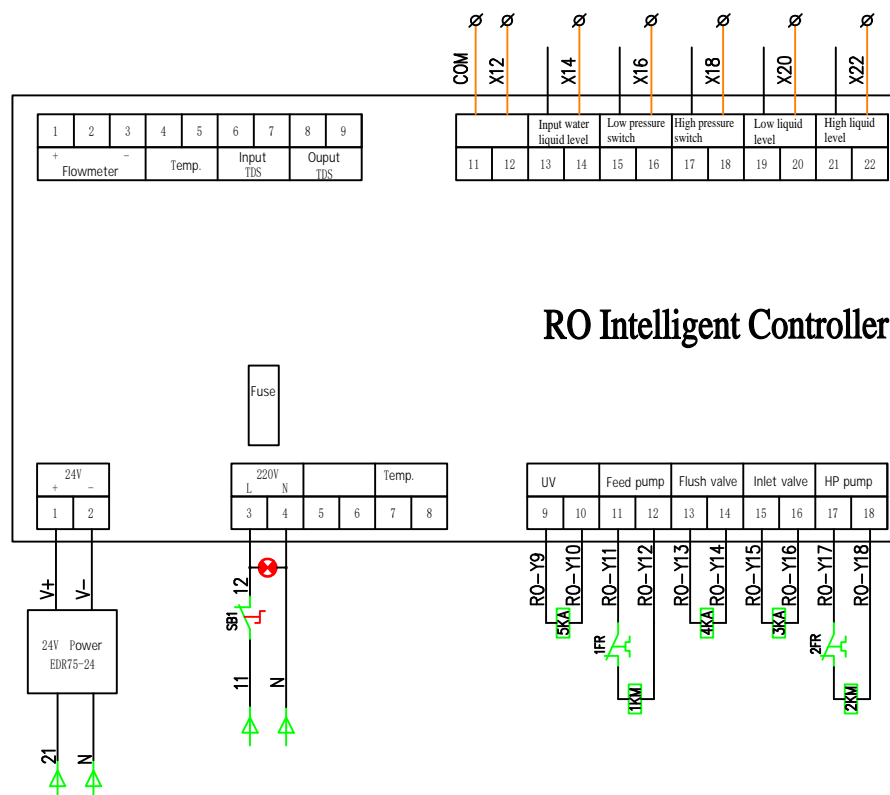 COM X12 X14 X16 X18 X20 X22
1 2 3 4 5 6 7 8 9
+ - Flowmeter
Temp.
Input
TDS
Ouput
TDS
Input water
liquid level
Low pressure
switch
High pressure
switch
Low liquid
level
High liquid
level
11 12 13 14 15 16 17 18 19 20 21 22
RO Intelligent Controller
Fuse
24V
+ -
1 2
220V
L N
Temp.
3 4 5 6 7 8
UV Feed pump Flush valve Inlet valve HP pump
9 10 11 12 13 14 15 16 17 18
V+ V-
12
SB1
11 N
24V Power
EDR75-24
21 N
RO-Y9 RO-Y10 RO-Y11 RO-Y12 RO-Y13 RO-Y14 RO-Y15 RO-Y16 RO-Y17 RO-Y18
5KA 4KA 3KA
1FR 2FR
1KM 2KM